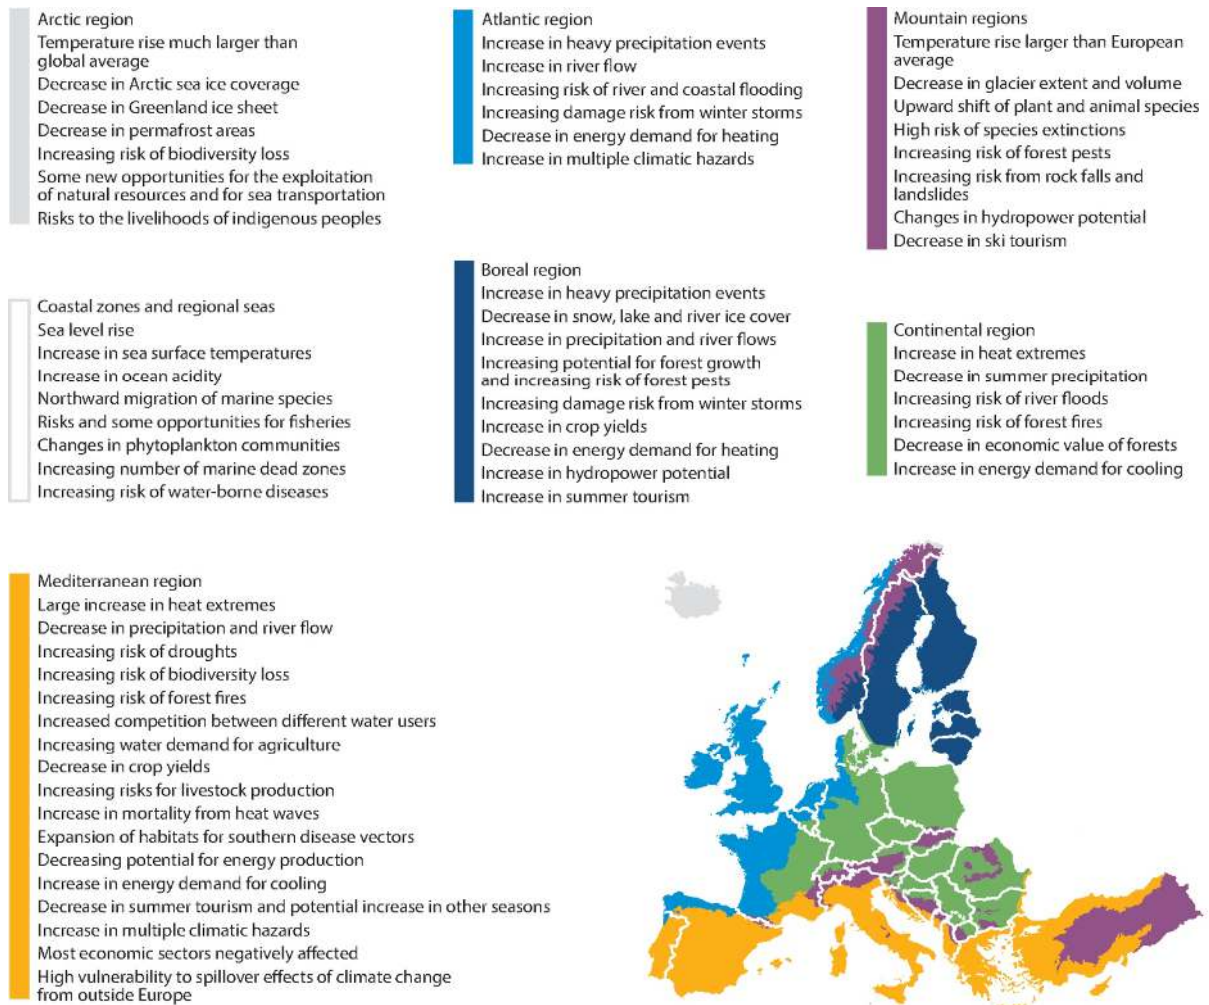 Arctic region
Temperature rise much larger than
global average
Decrease in Arctic sea ice coverage
Decrease in Greenland ice sheet
Decrease in permafrost areas
Increasing risk of biodiversity loss
Some new opportunities for the exploitation
of natural resources and for sea transportation
Risks to the livelihoods of indigenous peoples
Atlantic region
Increase in heavy precipitation events
Increase in river flow
Increasing risk of river and coastal flooding
Increasing damage risk from winter storms
Decrease in energy demand for heating
Increase in multiple climatic hazards
Mountain regions
Temperature rise larger than European
average
Decrease in glacier extent and volume
Upward shift of plant and animal species
High risk of species extinctions
Increasing risk of forest pests
Increasing risk from rock falls and
landslides
Changes in hydropower potential
Decrease in ski tourism
Coastal zones and regional seas
Sea level rise
Increase in sea surface temperatures
Increase in ocean acidity
Northward migration of marine species
Risks and some opportunities for fisheries
Changes in phytoplankton communities
Increasing number of marine dead zones
Increasing risk of water-borne diseases
Boreal region
Increase in heavy precipitation events
Decrease in snow, lake and river ice cover
Increase in precipitation and river flows
Increasing potential for forest growth
and increasing risk of forest pests
Increasing damage risk from winter storms
Increase in crop yields
Decrease in energy demand for heating
Increase in hydropower potential
Increase in summer tourism
Continental region
Increase in heat extremes
Decrease in summer precipitation
Increasing risk of river floods
Increasing risk of forest fires
Decrease in economic value of forests
Increase in energy demand for cooling
Mediterranean region
Large increase in heat extremes
Decrease in precipitation and river flow
Increasing risk of droughts
Increasing risk of biodiversity loss
Increasing risk of forest fires
Increased competition between different water users
Increasing water demand for agriculture
Decrease in crop yields
Increasing risks for livestock production
Increase in mortality from heat waves
Expansion of habitats for southern disease vectors
Decreasing potential for energy production
Increase in energy demand for cooling
Decrease in summer tourism and potential increase in other seasons
Increase in multiple climatic hazards
Most economic sectors negatively affected
High vulnerability to spillover effects of climate change
from outside Europe